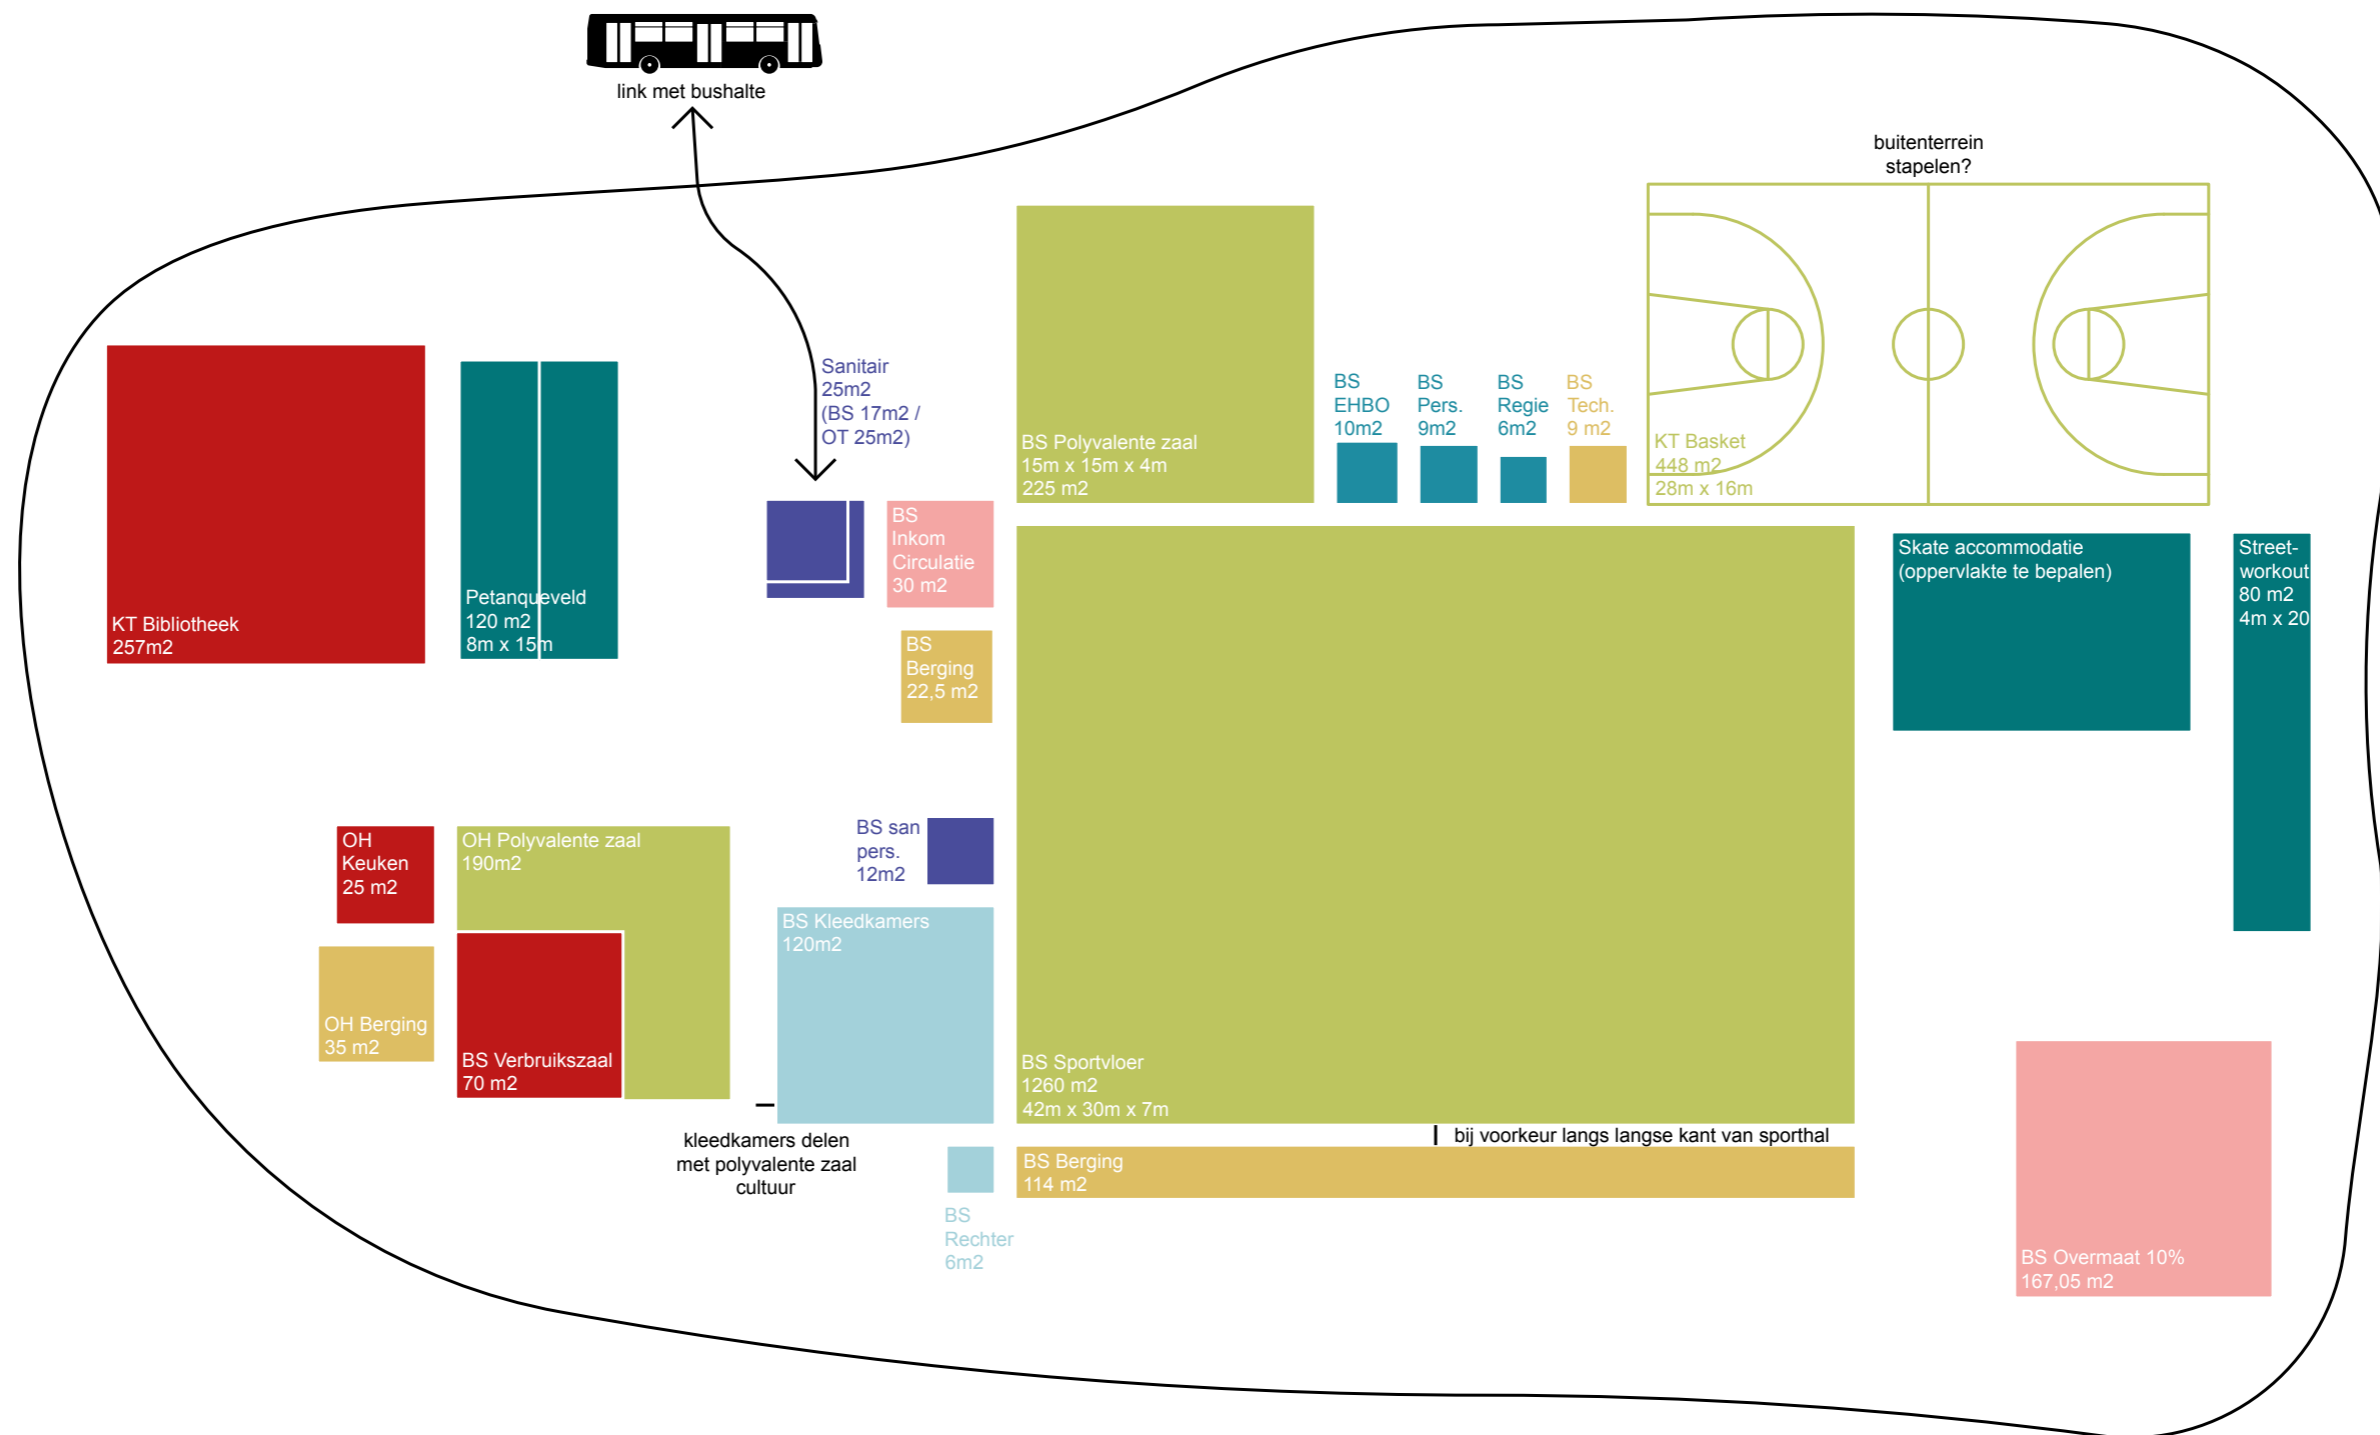 link met bushalte
buitenterrein
stapelen?
Sanitair
25m2
(BS 17m2 /
OT 25m2)
BS Polyvalente zaal
15m x 15m x 4m
225 m2
BS
EHBO
10m2
BS
Pers.
9m2
BS
Regie
6m2
BS
Tech.
9 m2
KT Basket
448 m2
28m x 16m
KT Bibliotheek
257m2
Petanqueveld
120 m2
8m x 15m
BS
Inkom
Circulatie
30 m2
BS
Berging
22,5 m2
Skate accommodatie
(oppervlakte te bepalen)
Street-
workout
80 m2
4m x 20
OH
Keuken
25 m2
OH Polyvalente zaal
190m2
BS san
pers.
12m2
BS Kleedkamers
120m2
OH Berging
35 m2
BS Verbruikszaal
70 m2
BS Sportvloer
1260 m2
42m x 30m x 7m
kleedkamers delen
met polyvalente zaal
cultuur
bij voorkeur langs langse kant van sporthal
BS Berging
114 m2
BS
Rechter
6m2
BS Overmaat 10%
167,05 m2